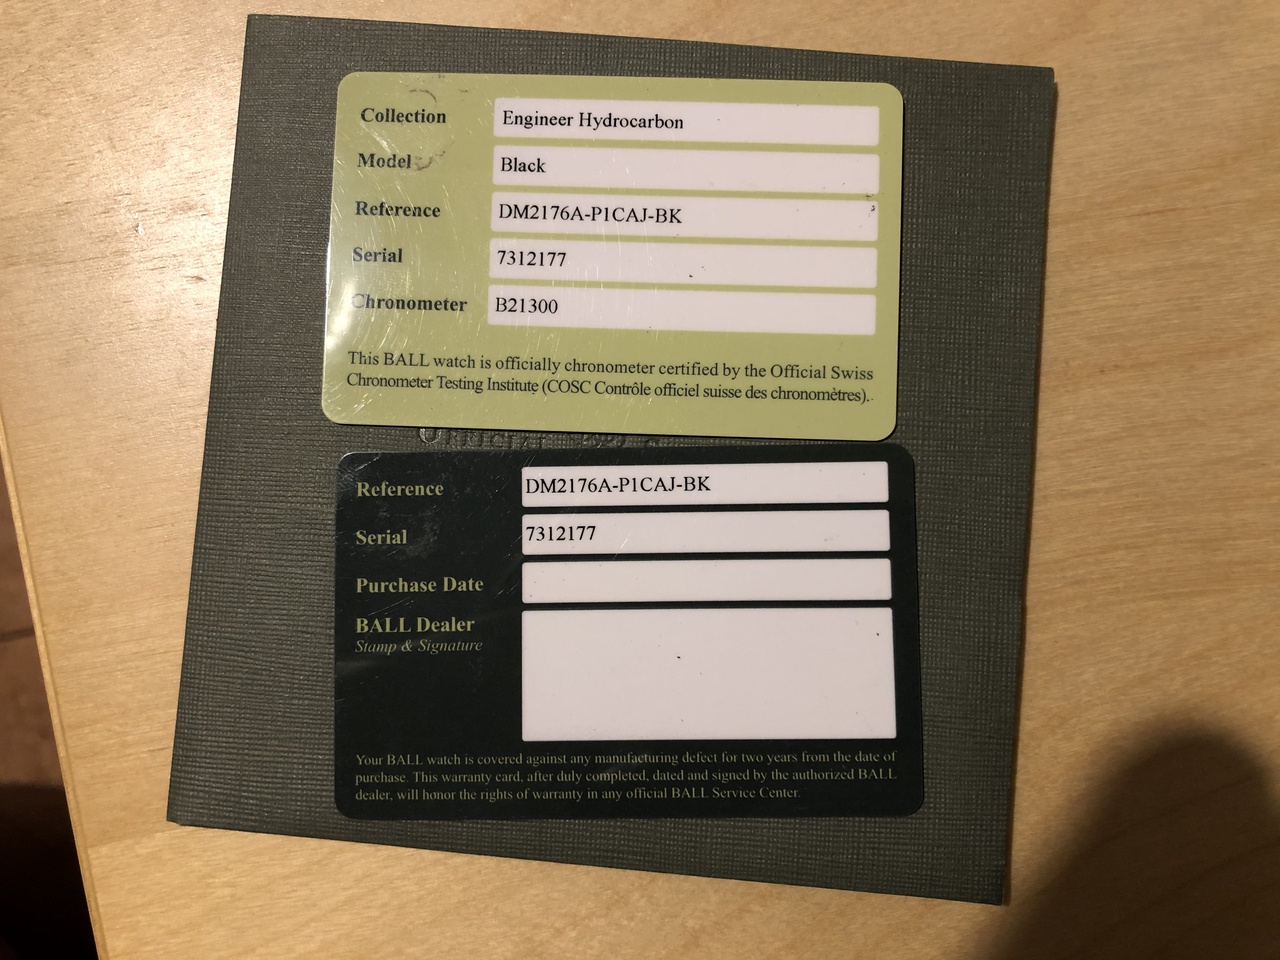 Collection Engineer Hydrocarbon
Model Black
Reference DM2176A-P1CAJ-BK
Serial 7312177
Chronometer B21300
This BALL watch is officially chronometer certified by the Official Swiss
Chronometer Testing Institute (COSC Contrôle officiel suisse des chronomètres).
OFFICIAL
Reference DM2176A-P1CAJ-BK
Serial 7312177
Purchase Date
BALL Dealer
Stamp & Signature
Your BALL watch is covered against any manufacturing defect for two years from the date of
purchase. This warranty card, after duly completed, dated and signed by the authorized BALL
dealer, will honor the rights of warranty in any official BALL Service Center.